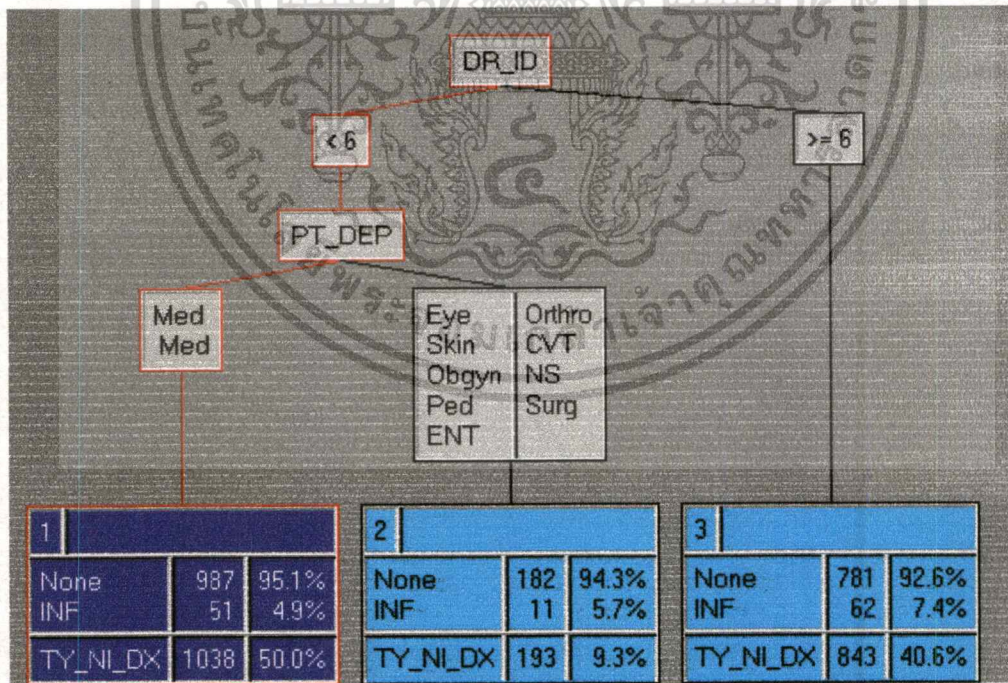 DR_ID
< 6
>= 6
PT_DEP
Med
Med
Eye
Skin
Obgyn
Ped
ENT
Orthro
CVT
NS
Surg
1
None 987 95.1%
INF 51 4.9%
TY_NI_DX 1038 50.0%
2
None 182 94.3%
INF 11 5.7%
TY_NI_DX 193 9.3%
3
None 781 92.6%
INF 62 7.4%
TY_NI_DX 843 40.6%